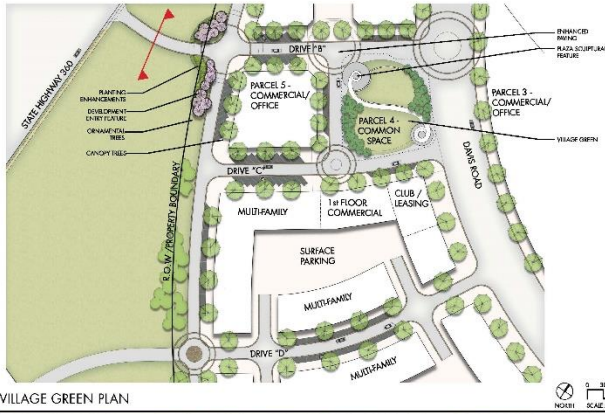 ENHANCED
PAVING
PLAZA SCULPTURAL
FEATURE
DRIVE "B"
STATE HIGHWAY 360
PLANTING
ENHANCEMENTS
DEVELOPMENT
ENTRY FEATURE
ORNAMENTAL
TREES
CANOPY TREES
PARCEL 5 -
COMMERCIAL/
OFFICE
PARCEL 3 -
COMMERCIAL/
OFFICE
PARCEL 4 -
COMMON
SPACE
VILLAGE GREEN
DAVIS ROAD
DRIVE "C"
R.O.W./PROPERTY BOUNDARY
MULTI-FAMILY
1st FLOOR
COMMERCIAL
CLUB /
LEASING
SURFACE
PARKING
MULTI-FAMILY
DRIVE "D"
MULTI-FAMILY
VILLAGE GREEN PLAN
NORTH
SCALE
0